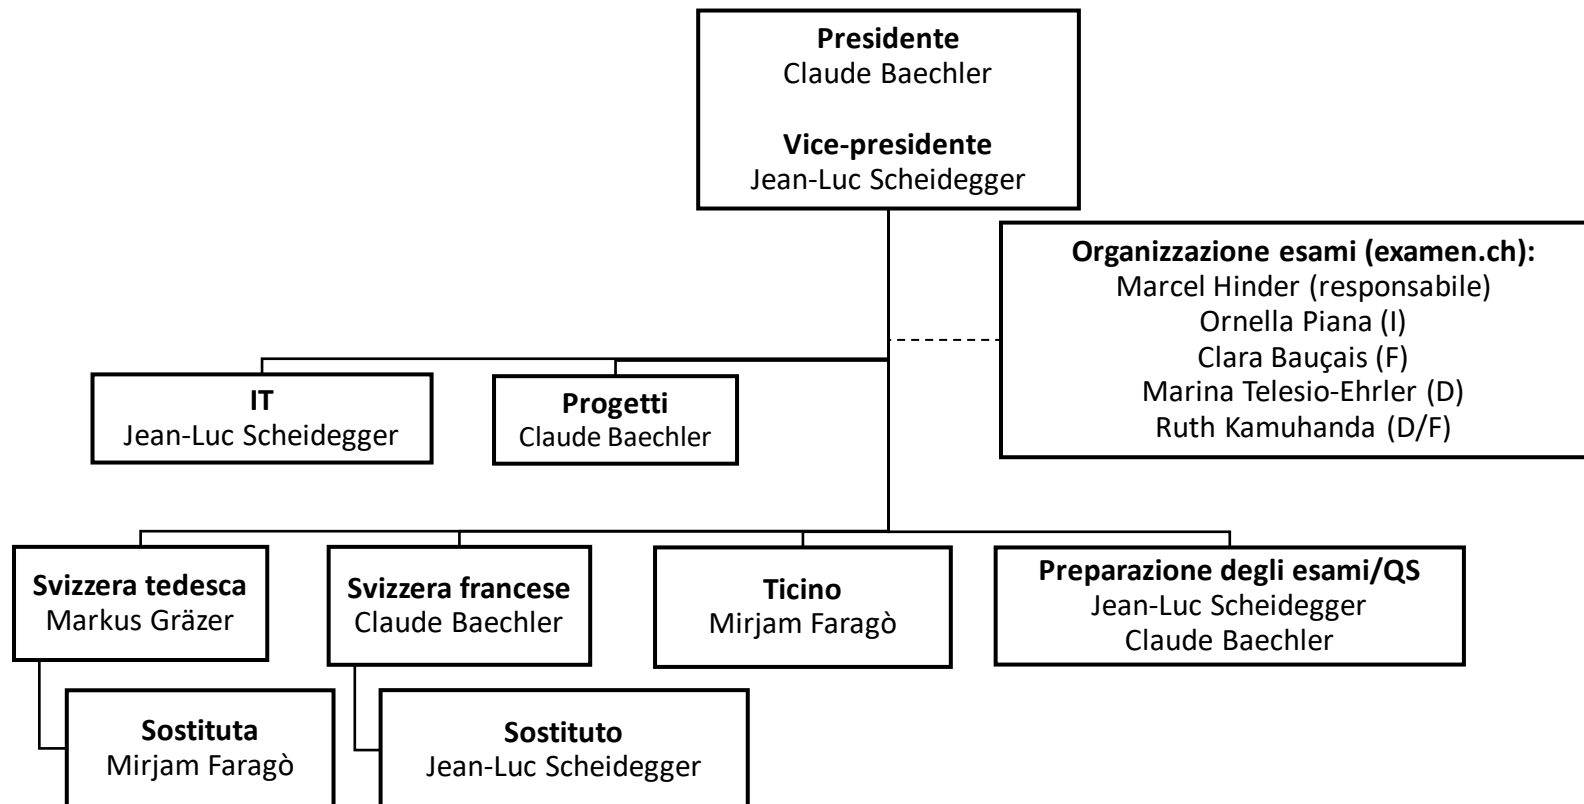 Presidente
Claude Baechler
Vice-presidente
Jean-Luc Scheidegger
Organizzazione esami (examen.ch):
Marcel Hinder (responsabile)
Ornella Piana (I)
Clara Bauçais (F)
Marina Telesio-Ehrler (D)
Ruth Kamuhanda (D/F)
IT
Jean-Luc Scheidegger
Progetti
Claude Baechler
Svizzera tedesca
Markus Gräzer
Svizzera francese
Claude Baechler
Ticino
Mirjam Faragò
Preparazione degli esami/QS
Jean-Luc Scheidegger
Claude Baechler
Sostituta
Mirjam Faragò
Sostituto
Jean-Luc Scheidegger